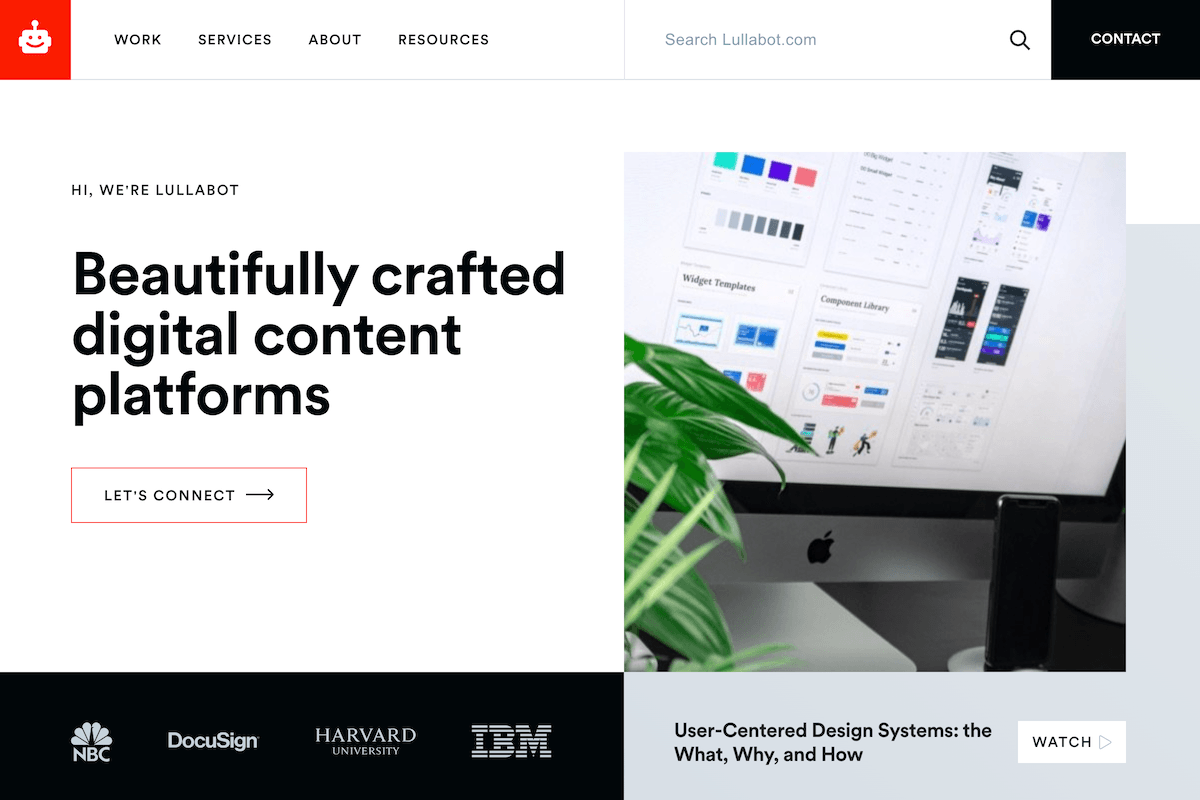 WORK
SERVICES
ABOUT
RESOURCES
Search Lullabot.com
CONTACT
HI, WE'RE LULLABOT
Beautifully crafted
digital content
platforms
LET'S CONNECT
Widget Templates
Component Library
NBC
DocuSign
HARVARD
UNIVERSITY
IBM
User-Centered Design Systems: the
What, Why, and How
WATCH